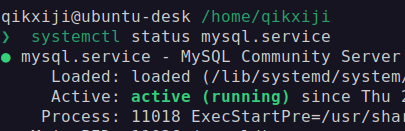 qikxiji@ubuntu-desk /home/qikxiji
❯ systemctl status mysql.service
● mysql.service - MySQL Community Server
Loaded: loaded (/lib/systemd/system/
Active: active (running) since Thu 2
Process: 11018 ExecStartPre=/usr/shar